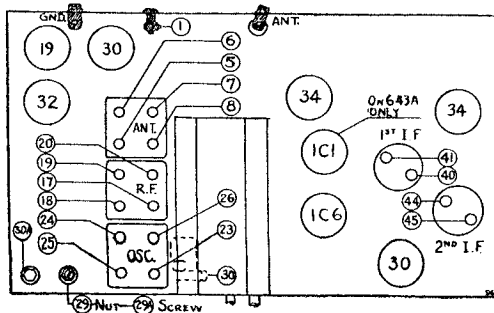 GND.
1
ANT.
19
30
6
5
7
8
32
ANT.
34
ON 643A
ONLY
34
1C1
1ST I.F.
41
40
20
19
17
18
R.F.
1C6
44
45
2ND I.F.
24
25
OSC.
26
23
30A
30
30
29 NUT 29A SCREW